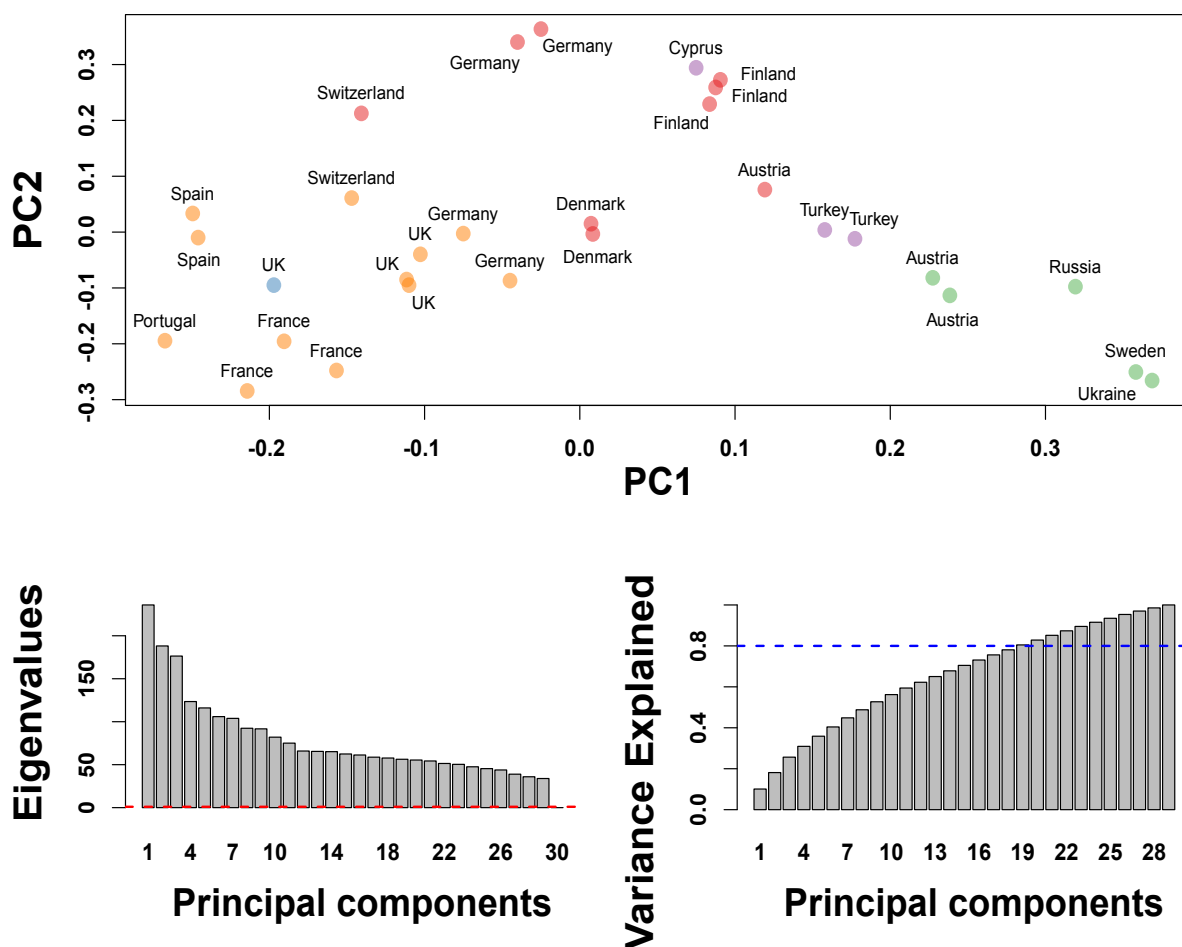 Germany
Germany
Cyprus
Finland
Finland
Finland
Switzerland
Switzerland
Austria
Spain
Spain
Denmark
Denmark
Germany
Germany
Turkey
Turkey
UK
UK
UK
UK
Austria
Austria
Russia
Portugal
France
France
France
Sweden
Ukraine
PC2
0.3
0.2
0.1
0.0
-0.1
-0.2
-0.3
-0.2 -0.1 0.0 0.1 0.2 0.3
PC1
Eigenvalues
150
50
0
1 4 7 10 14 18 22 26 30
Principal components
Variance Explained
0.8
0.4
0.0
1 4 7 10 13 16 19 22 25 28
Principal components